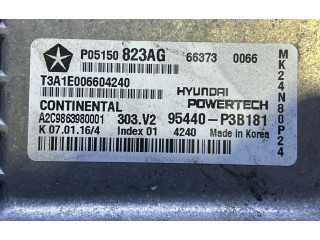 P05150 823AG 66373 0066
T3A1E006604240 HYUNDAI
CONTINENTAL POWERTECH
A2C9863980001 303.V2 95440-P3B181
K 07.01.16/4 Index 01 4240 Made in Korea
MK24N80P24